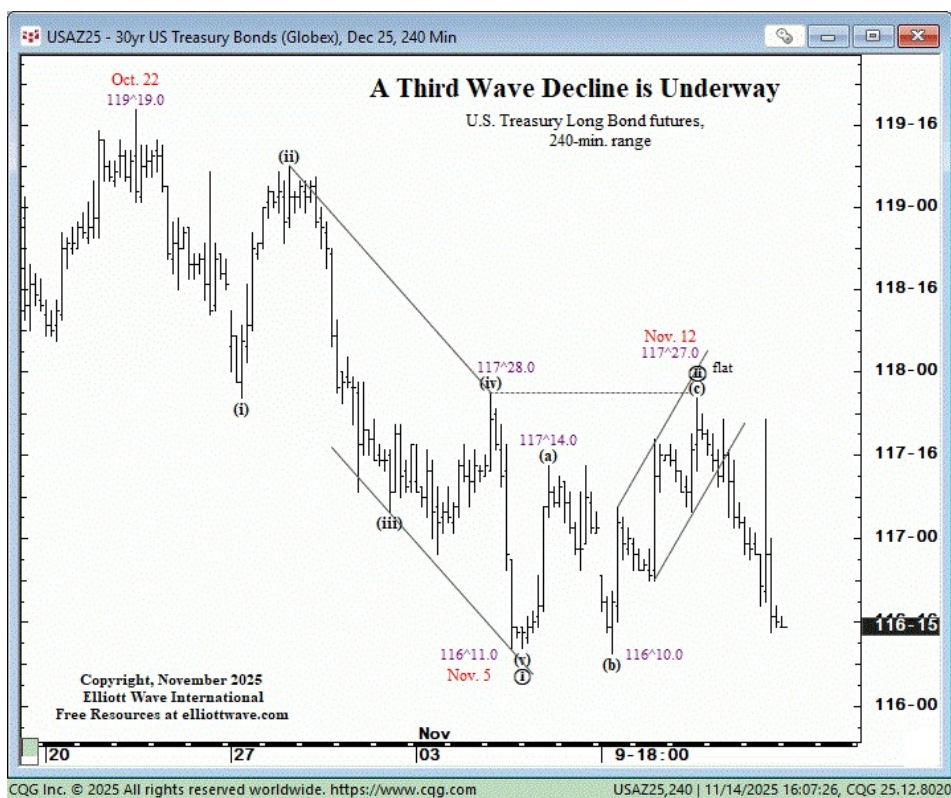 USAZ25 - 30yr US Treasury Bonds (Globex), Dec 25, 240 Min
A Third Wave Decline is Underway
U.S. Treasury Long Bond futures,
240-min. range
Oct. 22
119^19.0
(ii)
(i)
(iii)
117^28.0
(iv)
117^14.0
(a)
Nov. 12
117^27.0
ii flat
(c)
116^11.0
(v)
Nov. 5
i
(b)
116^10.0
119-16
119-00
118-16
118-00
117-16
117-00
116-15
116-00
Copyright, November 2025
Elliott Wave International
Free Resources at elliottwave.com
Nov
20
27
03
9-18:00
CQG Inc. © 2025 All rights reserved worldwide. https://www.cqg.com
USAZ25,240 | 11/14/2025 16:07:26, CQG 25.12.802